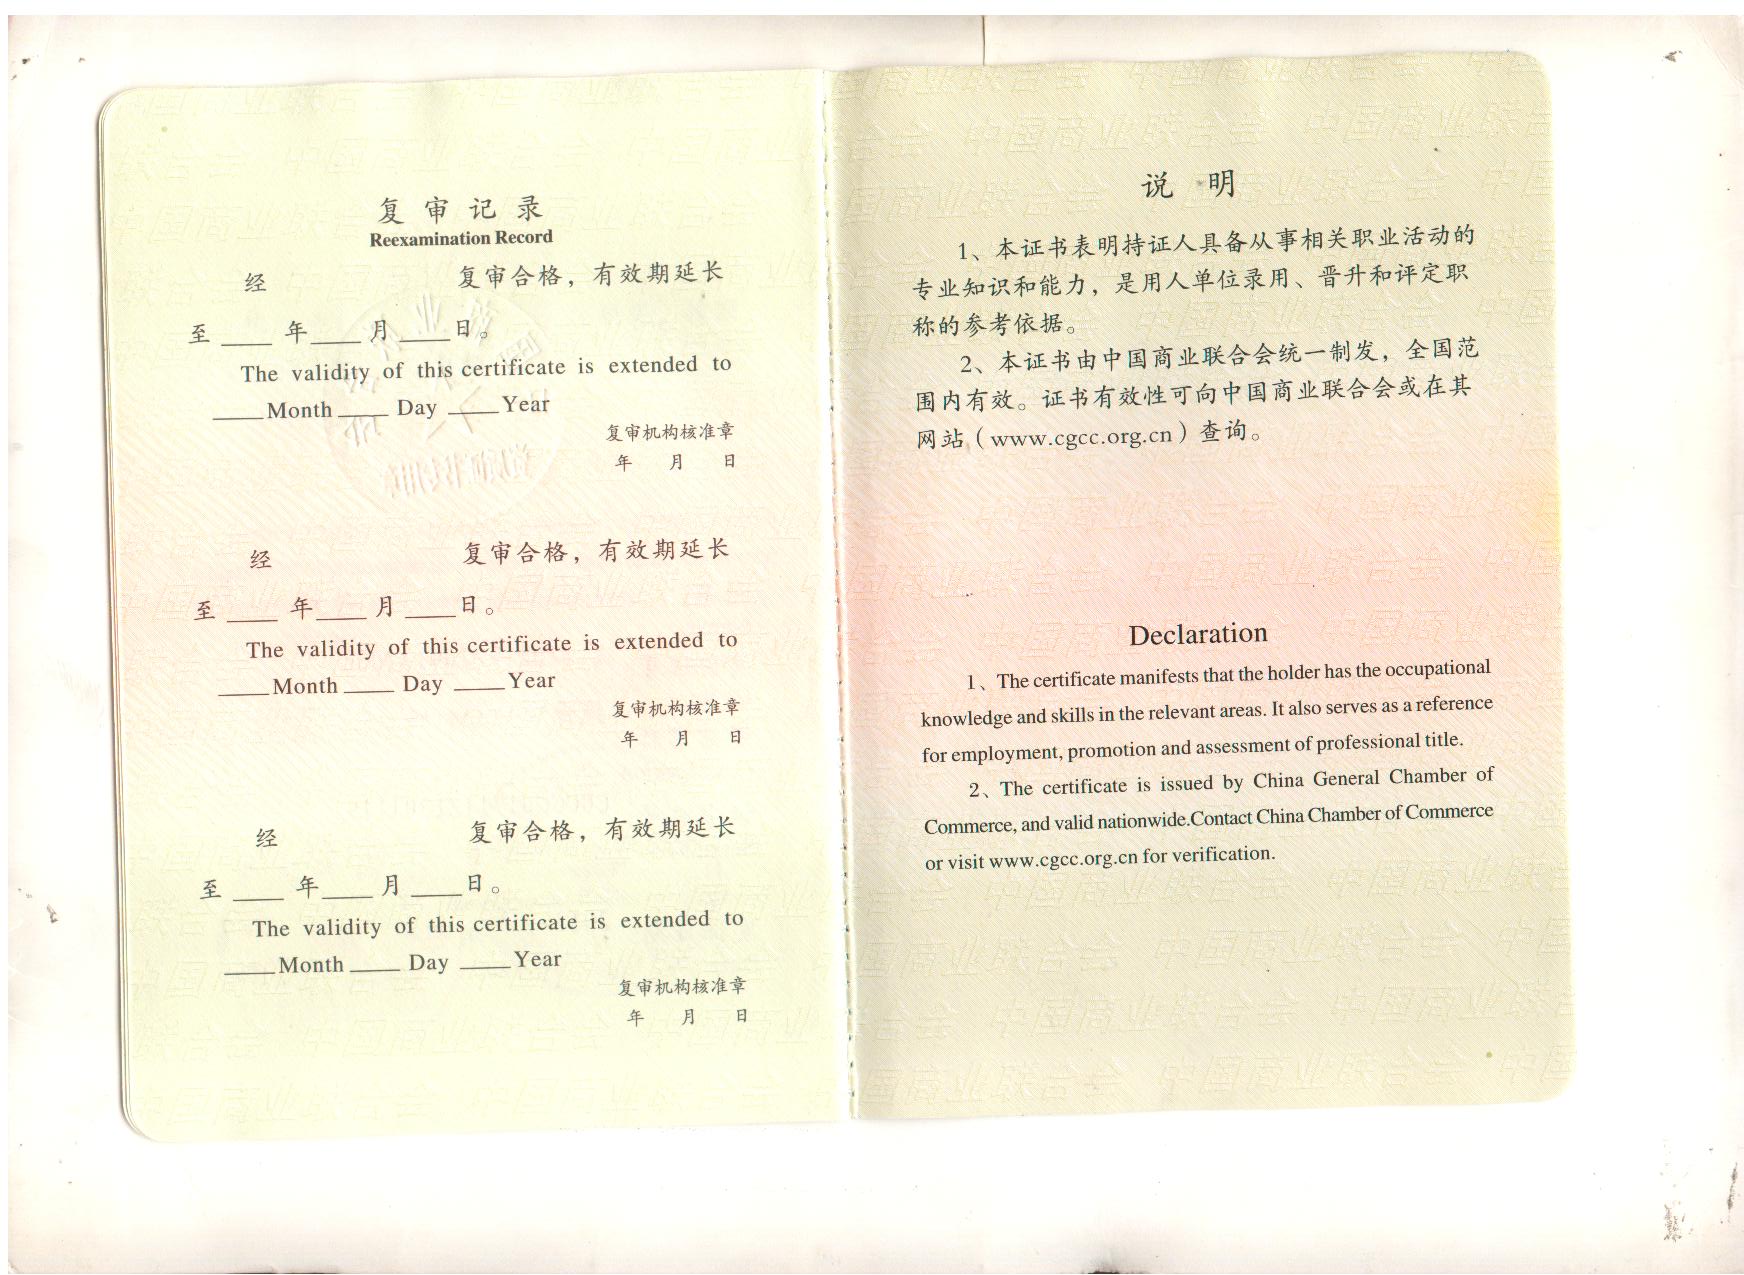 复审记录
Reexamination Record
经 复审合格，有效期延长
至 ____ 年 ____ 月 ____ 日。
The validity of this certificate is extended to
____ Month ____ Day ____ Year
复审机构核准章
年 月 日
经 复审合格，有效期延长
至 ____ 年 ____ 月 ____ 日。
The validity of this certificate is extended to
____ Month ____ Day ____ Year
复审机构核准章
年 月 日
经 复审合格，有效期延长
至 ____ 年 ____ 月 ____ 日。
The validity of this certificate is extended to
____ Month ____ Day ____ Year
复审机构核准章
年 月 日
说 明
1、本证书表明持证人具备从事相关职业活动的
专业知识和能力，是用人单位录用、晋升和评定职
称的参考依据。
2、本证书由中国商业联合会统一制发，全国范
围内有效。证书有效性可向中国商业联合会或在其
网站（www.cgcc.org.cn）查询。
Declaration
1、The certificate manifests that the holder has the occupational
knowledge and skills in the relevant areas. It also serves as a reference
for employment, promotion and assessment of professional title.
2、The certificate is issued by China General Chamber of
Commerce, and valid nationwide.Contact China Chamber of Commerce
or visit www.cgcc.org.cn for verification.